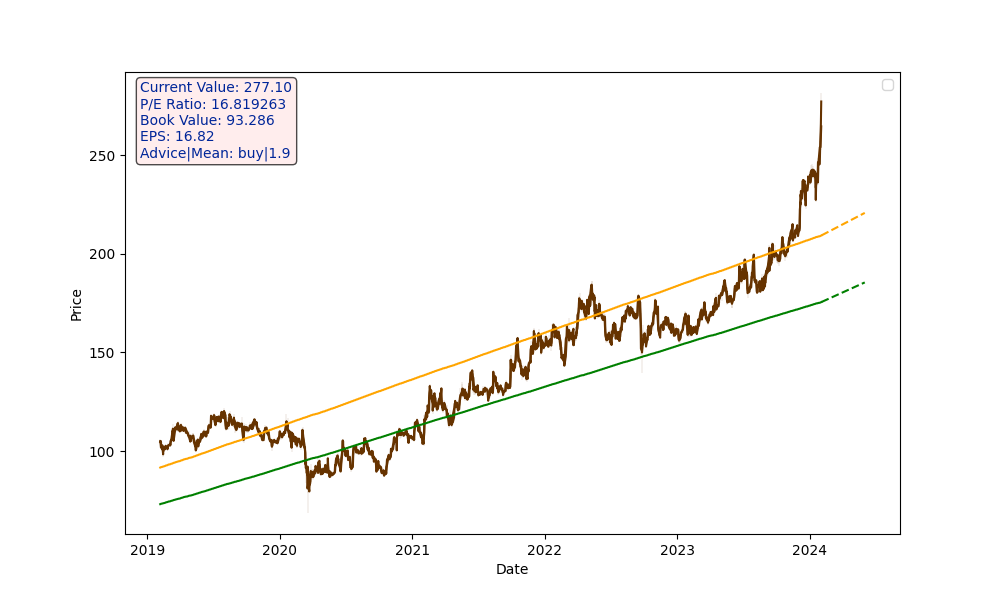 Current Value: 277.10
P/E Ratio: 16.819263
Book Value: 93.286
EPS: 16.82
Advice|Mean: buy|1.9
250
200
150
100
Price
2019
2020
2021
2022
2023
2024
Date